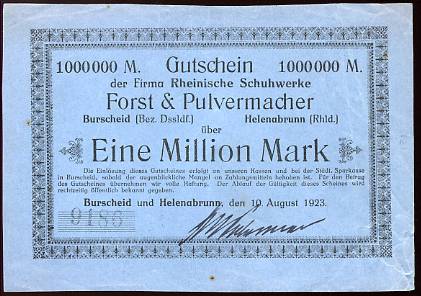 1000000 M. Gutschein 1000000 M.
der Firma Rheinische Schuhwerke
Forst & Pulvermacher
Burscheid (Bez. Dssldf.) Helenabrunn (Rhld.)
über
Eine Million Mark
Die Einlösung dieses Gutscheines erfolgt an unseren Kassen und bei der Städt. Sparkasse
in Burscheid, sobald der augenblickliche Mangel an Zahlungsmitteln behoben ist. Für den Betrag
des Gutscheines übernehmen wir volle Haftung. Der Ablauf der Gültigkeit dieses Scheines wird
rechtzeitig öffentlich bekannt gegeben.
Burscheid und Helenabrunn, den 10. August 1923.